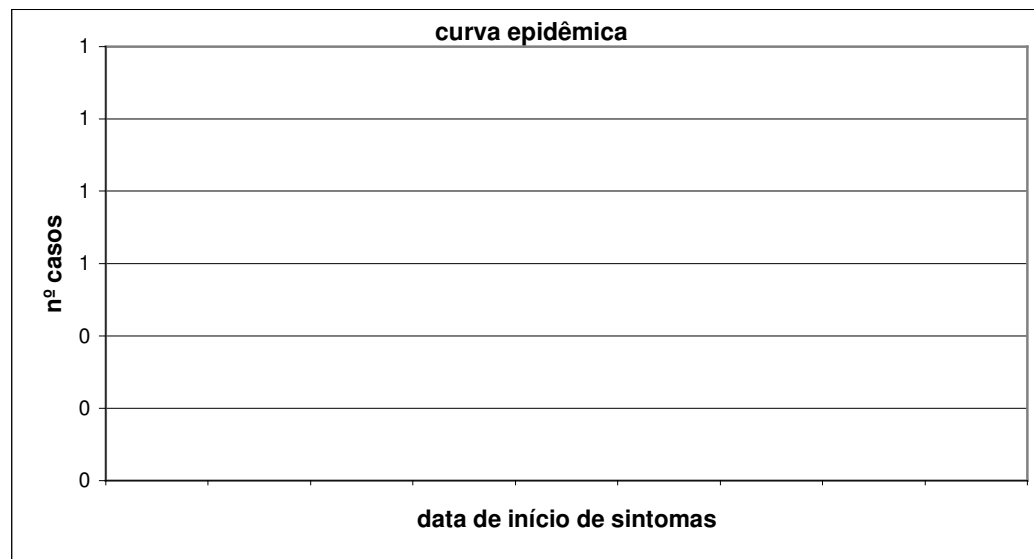 curva epidêmica
1
1
1
1
0
0
0
nº casos
data de início de sintomas